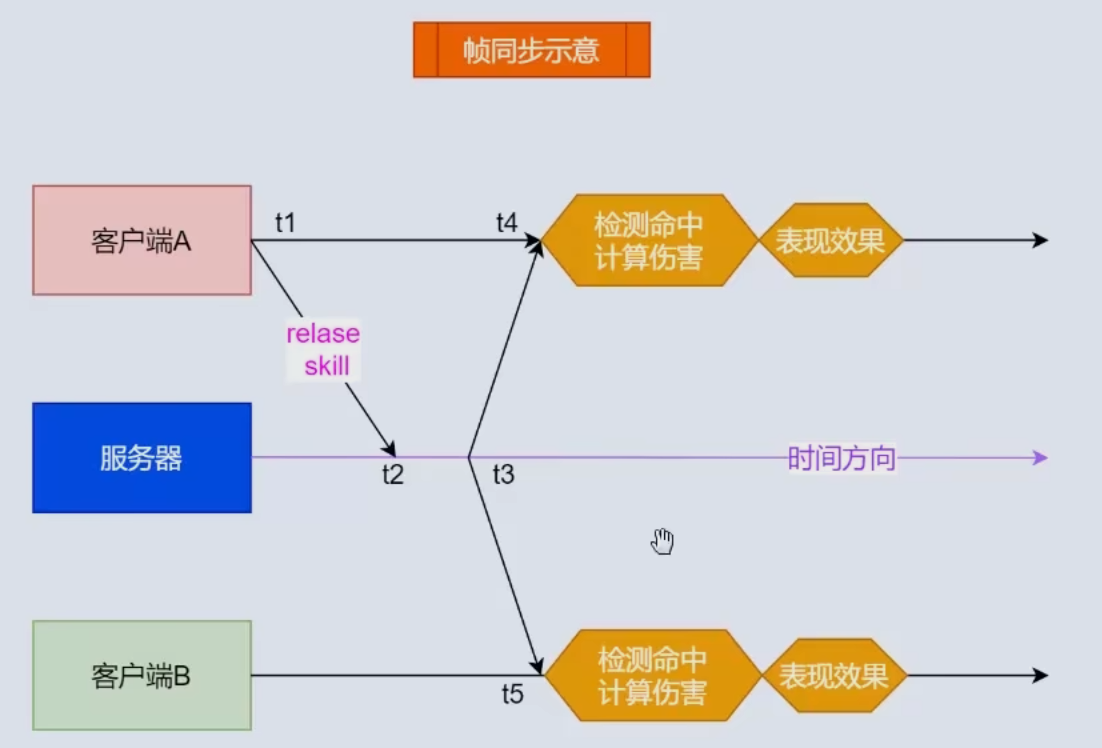 帧同步示意
客户端A
t1
t4
检测命中
计算伤害
表现效果
relase
skill
服务器
t2
t3
时间方向
客户端B
t5
检测命中
计算伤害
表现效果